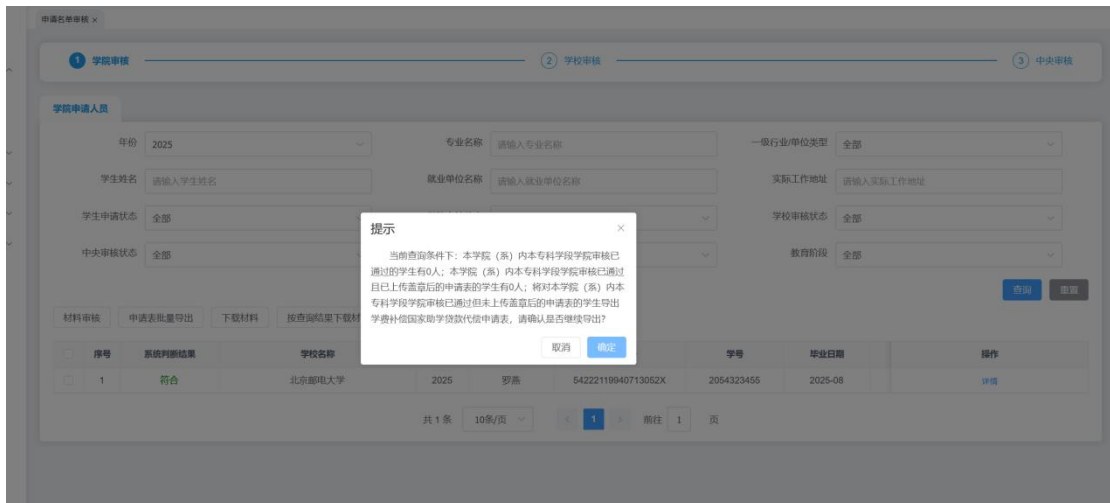 申请名单审核 ×
1 学院审核 2 学校审核 3 中央审核
学院申请人员
年份 2025 专业名称 请输入专业名称 一级行业/单位类型 全部
学生姓名 请输入学生姓名 就业单位名称 请输入就业单位名称 实际工作地址 请输入实际工作地址
学生申请状态 全部 学校审核状态 全部
中央审核状态 全部 教育阶段 全部
提示 ×
当前查询条件下：本学院（系）内本专科学段学院审核已
通过的学生有0人；本学院（系）内本专科学段学院审核已通过
且已上传盖章后的申请表的学生有0人；将对本学院（系）内本
专科学段学院审核已通过但未上传盖章后的申请表的学生导出
学费补偿国家助学贷款代偿申请表，请确认是否继续导出？
取消 确定
查询 重置
材料审核 申请表批量导出 下载材料 按查询结果下载材
序号 系统判断结果 学校名称 学号 毕业日期 操作
1 符合 北京邮电大学 2025 罗燕 54222119940713052X 2054323455 2025-08 详情
共 1 条 10条/页 < 1 > 前往 1 页